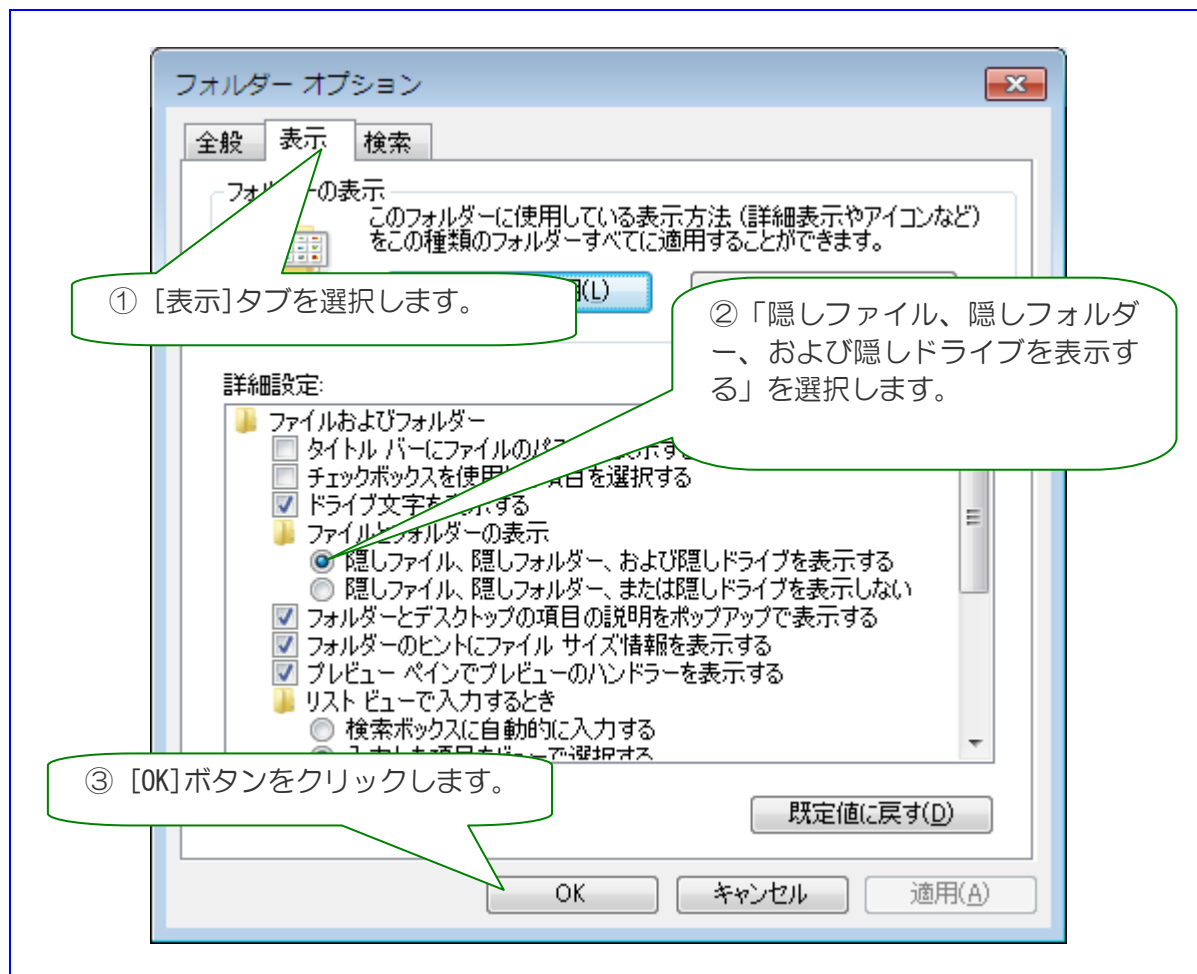 フォルダー オプション
全般 表示 検索
の表示
このフォルダーに使用している表示方法 (詳細表示やアイコンなど)
をこの種類のフォルダーすべてに適用することができます。
(L)
① [表示]タブを選択します。
②「隠しファイル、隠しフォルダ
ー、および隠しドライブを表示す
る」を選択します。
詳細設定:
ファイルおよびフォルダー
タイトル バーにファイルの
チェックボックスを使用 項目を選択する
ドライブ文字を表示する
ファイルとフォルダーの表示
隠しファイル、隠しフォルダー、および隠しドライブを表示する
隠しファイル、隠しフォルダー、または隠しドライブを表示しない
フォルダーとデスクトップの項目の説明をポップアップで表示する
フォルダーのヒントにファイル サイズ情報を表示する
プレビュー ペインでプレビューのハンドラーを表示する
リスト ビューで入力するとき
検索ボックスに自動的に入力する
入力した項目をビューで選択する
③ [OK]ボタンをクリックします。
既定値に戻す(D)
OK キャンセル 適用(A)